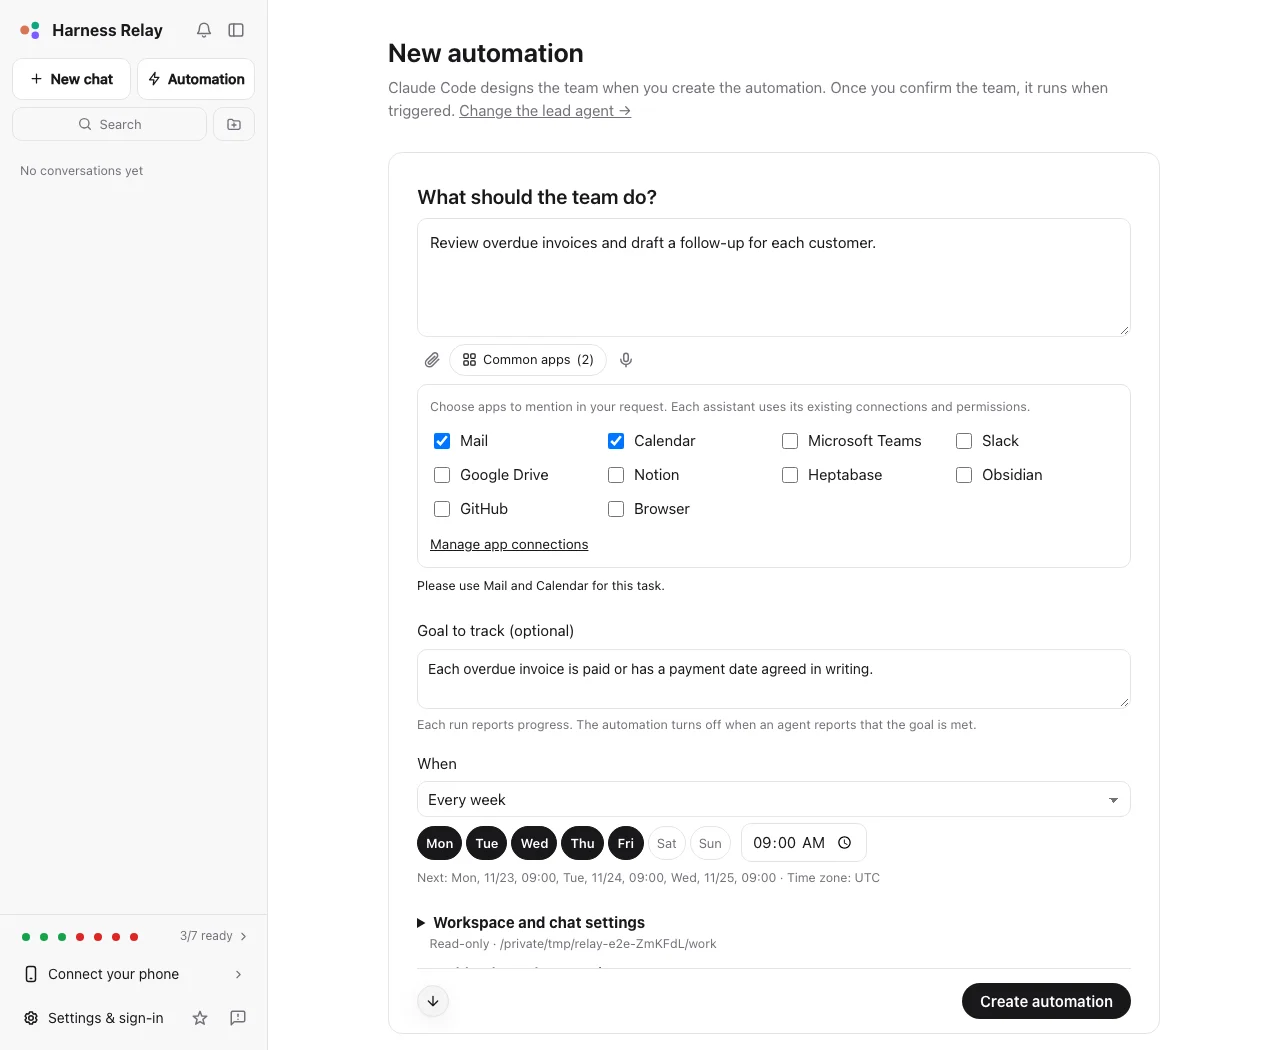 Harness Relay
New chat
Automation
Search
No conversations yet
3/7 ready
Connect your phone
Settings & sign-in
New automation
Claude Code designs the team when you create the automation. Once you confirm the team, it runs when
triggered. Change the lead agent →
What should the team do?
Review overdue invoices and draft a follow-up for each customer.
Common apps (2)
Choose apps to mention in your request. Each assistant uses its existing connections and permissions.
Mail Calendar Microsoft Teams Slack
Google Drive Notion Heptabase Obsidian
GitHub Browser
Manage app connections
Please use Mail and Calendar for this task.
Goal to track (optional)
Each overdue invoice is paid or has a payment date agreed in writing.
Each run reports progress. The automation turns off when an agent reports that the goal is met.
When
Every week
Mon Tue Wed Thu Fri Sat Sun 09:00 AM
Next: Mon, 11/23, 09:00, Tue, 11/24, 09:00, Wed, 11/25, 09:00 · Time zone: UTC
Workspace and chat settings
Read-only · /private/tmp/relay-e2e-ZmKFdL/work
Create automation